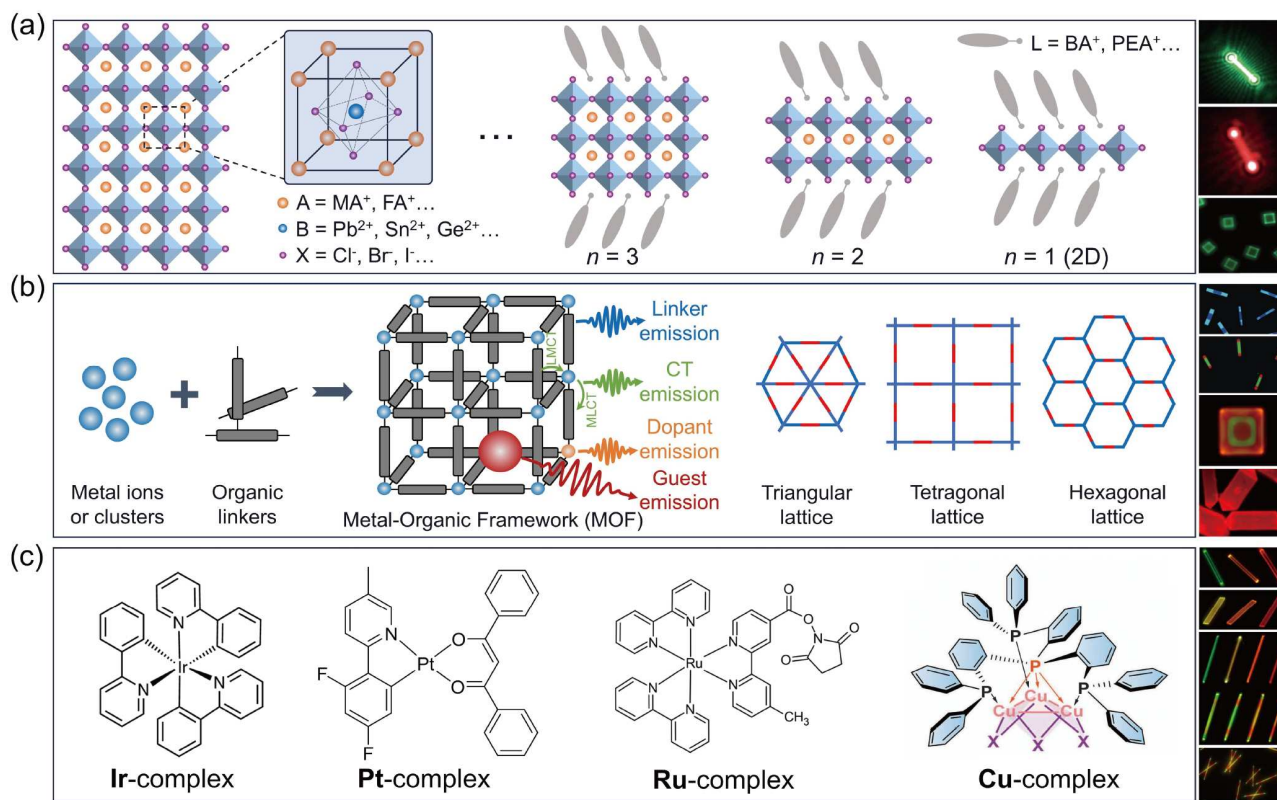 (a)
A = MA⁺, FA⁺...
B = Pb²⁺, Sn²⁺, Ge²⁺...
X = Cl⁻, Br⁻, I⁻...
...
n = 3
n = 2
n = 1 (2D)
L = BA⁺, PEA⁺...
(b)
Metal ions
or clusters
Organic
linkers
LMCT
MLCT
Metal-Organic Framework (MOF)
Linker
emission
CT
emission
Dopant
emission
Guest
emission
Triangular
lattice
Tetragonal
lattice
Hexagonal
lattice
(c)
N
N
Ir
N
Ir-complex
N
Pt
O
O
F
F
Pt-complex
N
N
N
N
N
N
Ru
O
O
N
O
O
CH₃
Ru-complex
P
P
P
P
Cu
Cu
Cu
X
X
X
Cu-complex